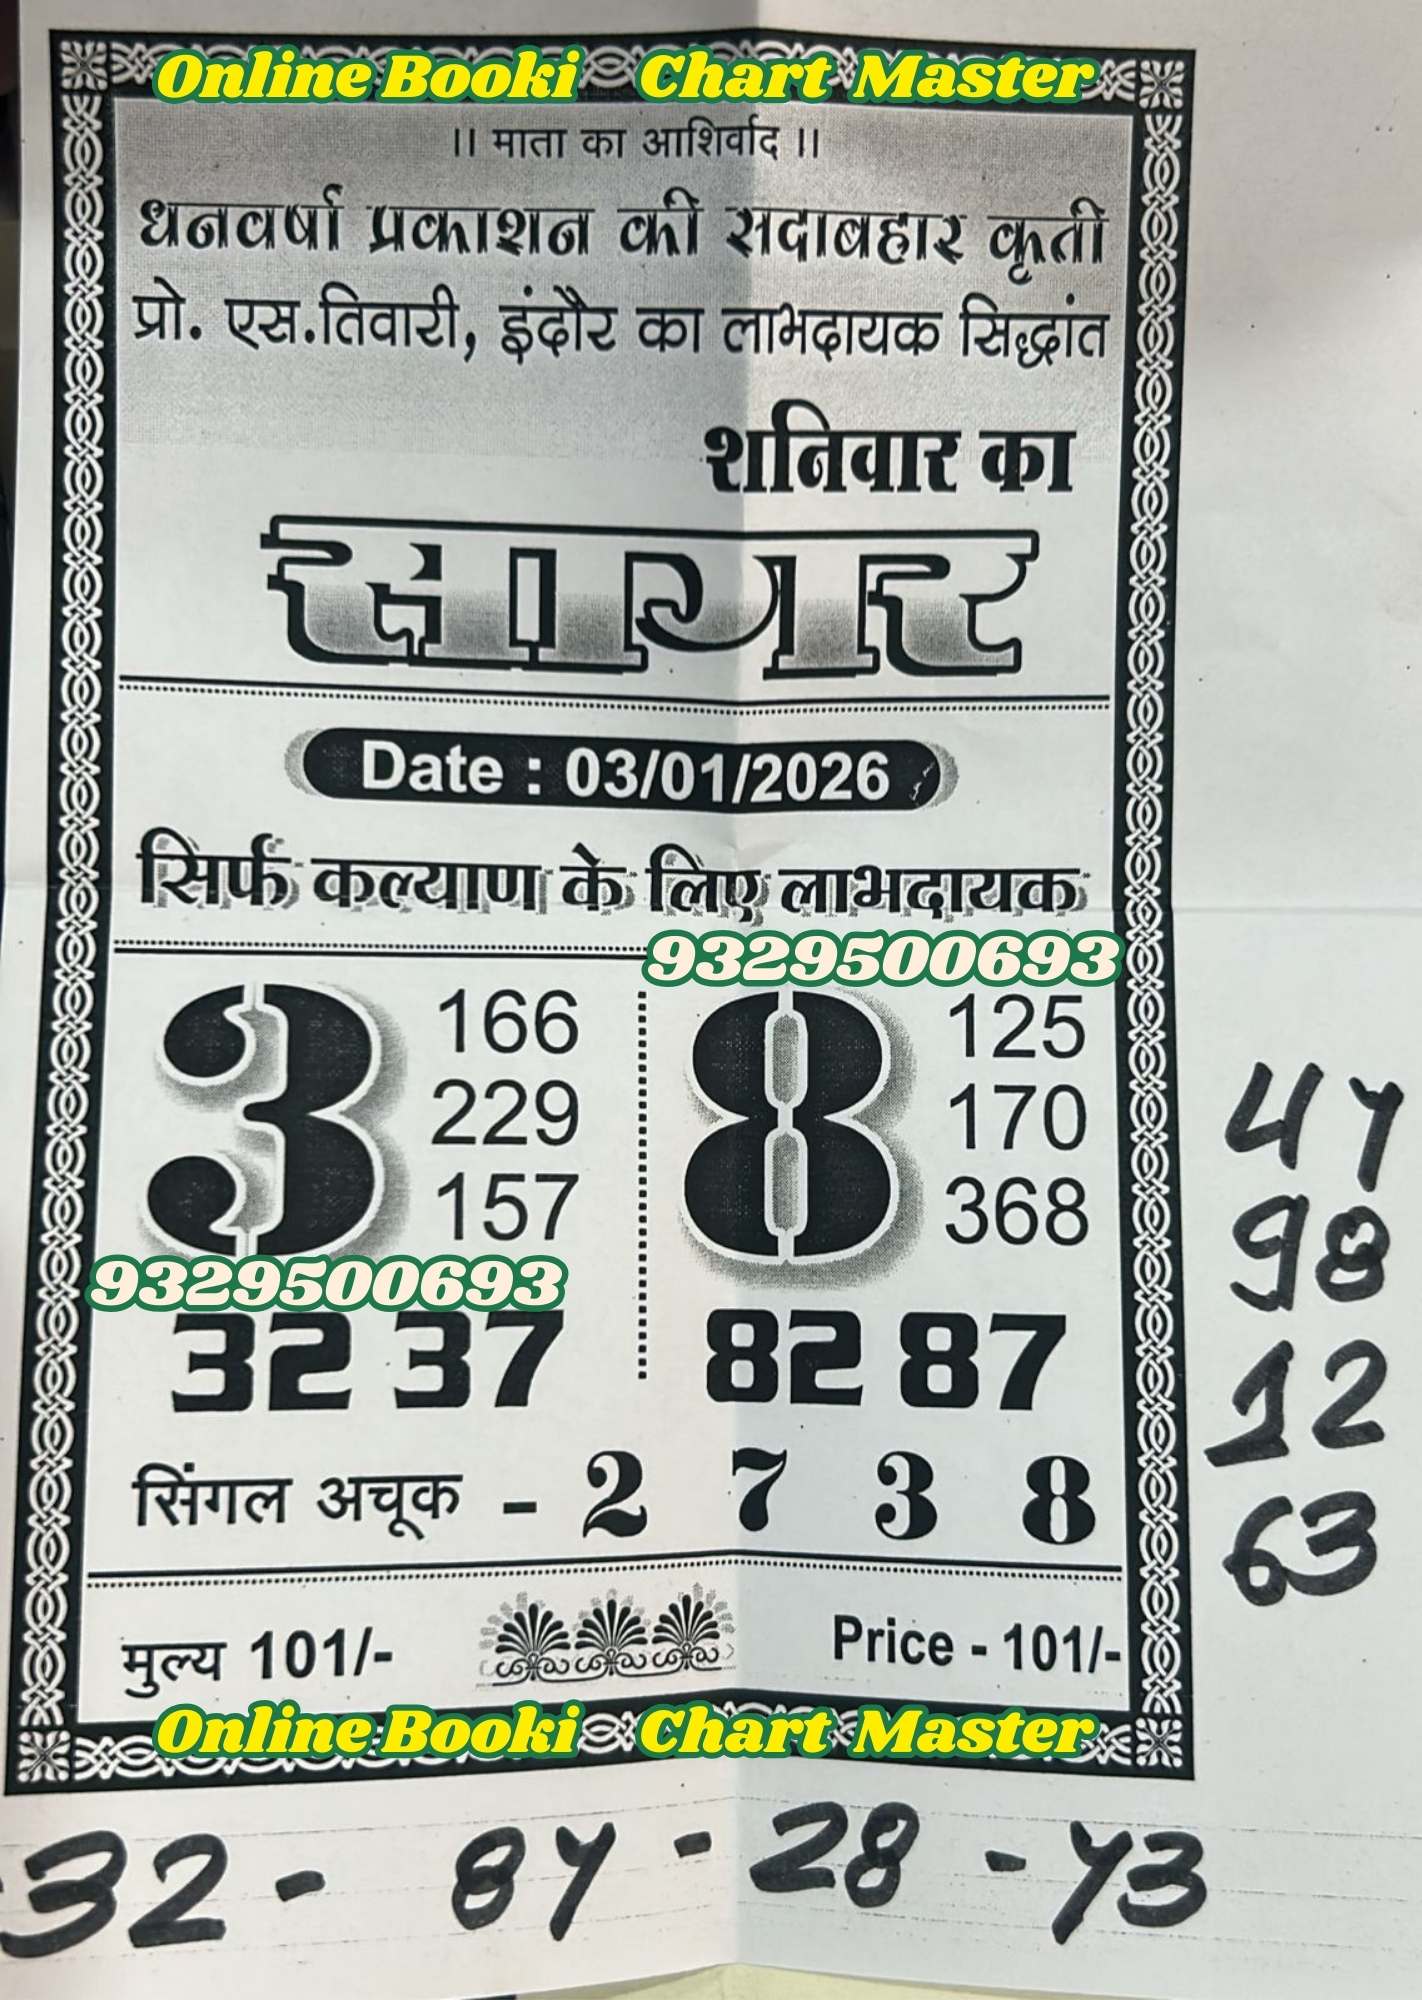 Online Booki Chart Master
।। माता का आशिर्वाद ।।
धनवर्षा प्रकाशन की सदाबहार कृती
प्रो. एस.तिवारी, इंदौर का लाभदायक सिद्धांत
शनिवार का
सागर
Date : 03/01/2026
सिर्फ कल्याण के लिए लाभदायक
9329500693
3 166 229 157
8 125 170 368
9329500693
32 37 82 87
सिंगल अचूक - 2 7 3 8
मुल्य 101/- Price - 101/-
Online Booki Chart Master
47
98
12
63
32 - 87 - 28 - 73